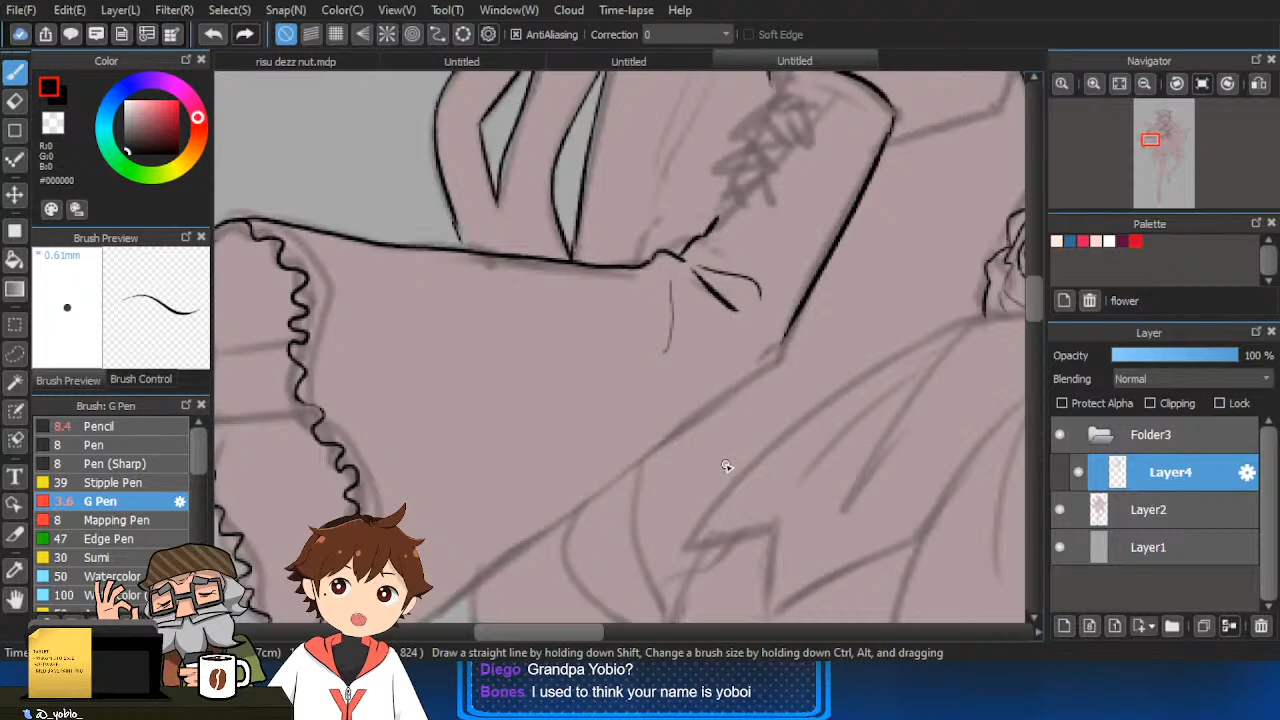 File(F) Edit(E) Layer(L) Filter(R) Select(S) Snap(N) Color(C) View(V) Tool(T) Window(W) Cloud Time-lapse Help
AntiAliasing Correction 0 Soft Edge
Color risu dezz nut.mdp Untitled Untitled Untitled Navigator
R:0
G:0
B:0
#000000
Brush Preview
0.61mm
Palette
flower
Layer
Opacity 100 %
Brush Preview Brush Control
Blending Normal
Brush: G Pen
Protect Alpha Clipping Lock
8.4 Pencil
8 Pen
8 Pen (Sharp)
39 Stipple Pen
3.6 G Pen
8 Mapping Pen
47 Edge Pen
30 Sumi
50 Watercolor
100
Folder3
Layer4
Layer2
Layer1
824 ) Draw a straight line by holding down Shift, Change a brush size by holding down Ctrl, Alt, and dragging
Diego Grandpa Yobio?
Bones I used to think your name is yoboi